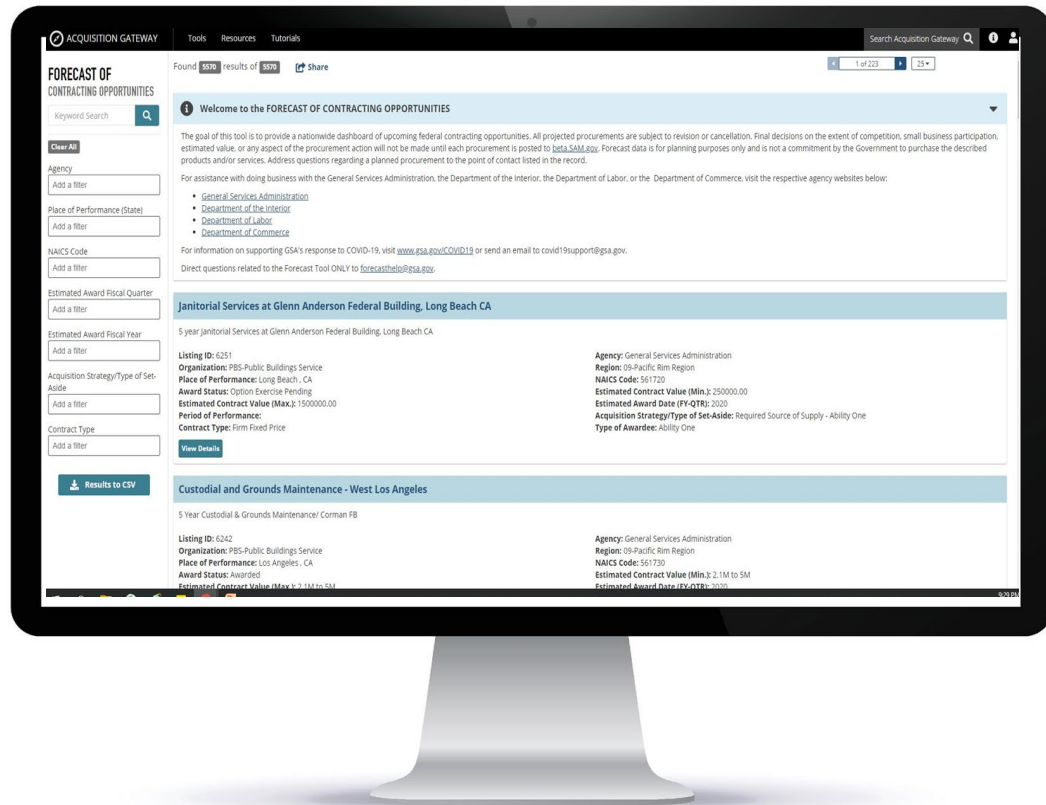 ACQUISITION GATEWAY
Tools Resources Tutorials
Search Acquisition Gateway
FORECAST OF
CONTRACTING OPPORTUNITIES
Keyword Search
Clear All
Agency
Add a filter
Place of Performance (State)
Add a filter
NAICS Code
Add a filter
Estimated Award Fiscal Quarter
Add a filter
Estimated Award Fiscal Year
Add a filter
Acquisition Strategy/Type of Set-
Aside
Add a filter
Contract Type
Add a filter
Results to CSV
Found 5570 results of 5570 Share
1 of 223 25
Welcome to the FORECAST OF CONTRACTING OPPORTUNITIES
The goal of this tool is to provide a nationwide dashboard of upcoming federal contracting opportunities. All projected procurements are subject to revision or cancellation. Final decisions on the extent of competition, small business participation,
estimated value, or any aspect of the procurement action will not be made until each procurement is posted to beta.SAM.gov. Forecast data is for planning purposes only and is not a commitment by the Government to purchase the described
products and/or services. Address questions regarding a planned procurement to the point of contact listed in the record.
For assistance with doing business with the General Services Administration, the Department of the Interior, the Department of Labor, or the Department of Commerce, visit the respective agency websites below:
General Services Administration
Department of the Interior
Department of Labor
Department of Commerce
For information on supporting GSA's response to COVID-19, visit www.gsa.gov/COVID19 or send an email to covid19support@gsa.gov.
Direct questions related to the Forecast Tool ONLY to forecasthelp@gsa.gov.
Janitorial Services at Glenn Anderson Federal Building, Long Beach CA
5 year Janitorial Services at Glenn Anderson Federal Building, Long Beach CA
Listing ID: 6251
Organization: PBS-Public Buildings Service
Place of Performance: Long Beach , CA
Award Status: Option Exercise Pending
Estimated Contract Value (Max.): 1500000.00
Period of Performance:
Contract Type: Firm Fixed Price
Agency: General Services Administration
Region: 09-Pacific Rim Region
NAICS Code: 561720
Estimated Contract Value (Min.): 250000.00
Estimated Award Date (FY-QTR): 2020
Acquisition Strategy/Type of Set-Aside: Required Source of Supply - Ability One
Type of Awardee: Ability One
View Details
Custodial and Grounds Maintenance - West Los Angeles
5 Year Custodial & Grounds Maintenance/ Corman FB
Listing ID: 6242
Organization: PBS-Public Buildings Service
Place of Performance: Los Angeles , CA
Award Status: Awarded
Estimated Contract Value (Max.): 2.1M to 5M
Agency: General Services Administration
Region: 09-Pacific Rim Region
NAICS Code: 561730
Estimated Contract Value (Min.): 2.1M to 5M
Estimated Award Date (FY-QTR): 2020
9:29 PM